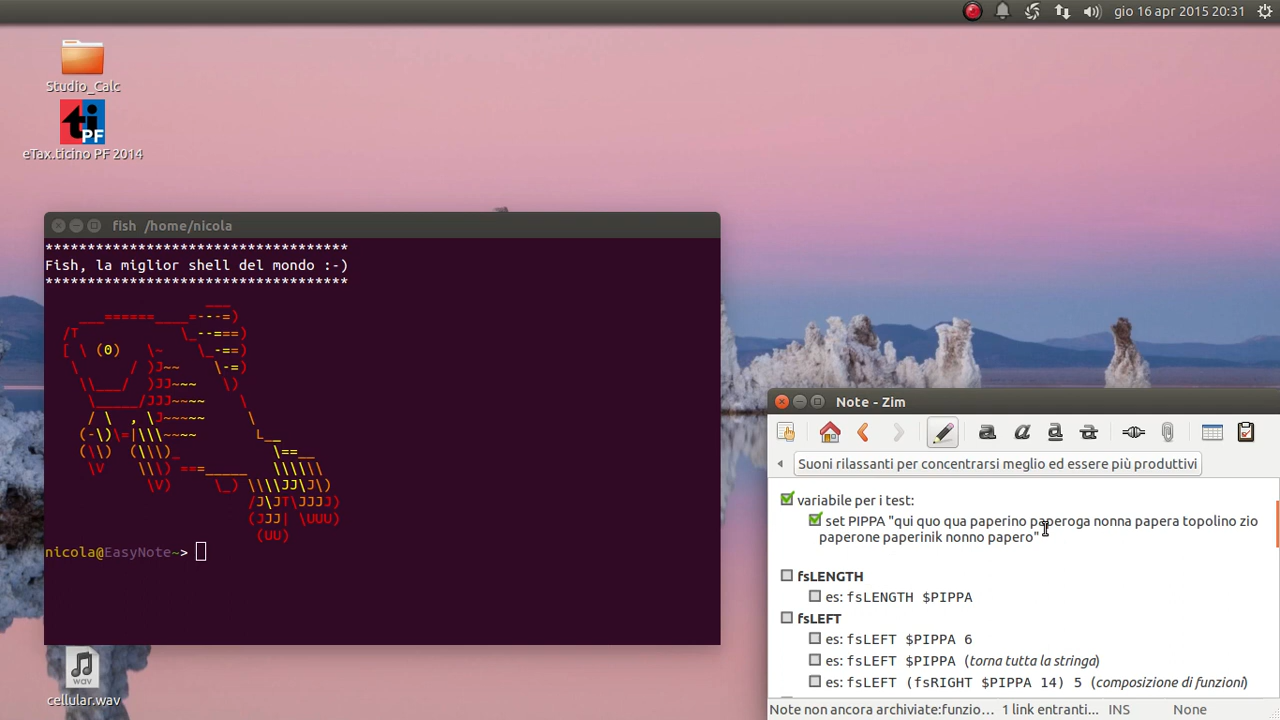 gio 16 apr 2015 20:31
Studio_Calc
ti PF
eTax.ticino PF 2014
fish /home/nicola
***********************************
Fish, la miglior shell del mondo :-)
***********************************
nicola@EasyNote~>
wav
cellular.wav
Note - Zim
Suoni rilassanti per concentrarsi meglio ed essere più produttivi
variabile per i test:
set PIPPA "qui quo qua paperino paperoga nonna papera topolino zio
paperone paperinik nonno papero"
fsLENGTH
es: fsLENGTH $PIPPA
fsLEFT
es: fsLEFT $PIPPA 6
es: fsLEFT $PIPPA (torna tutta la stringa)
es: fsLEFT (fsRIGHT $PIPPA 14) 5 (composizione di funzioni)
Note non ancora archiviate:funzio... 1 link entranti... INS None